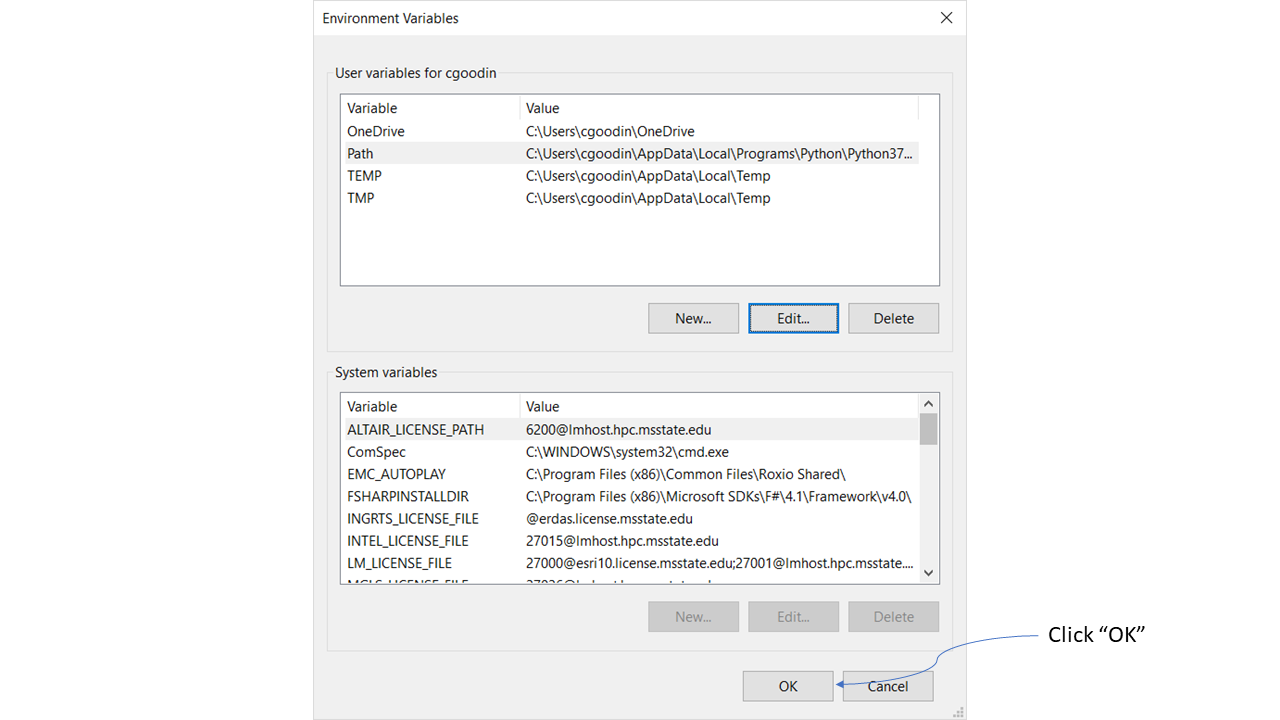 Environment Variables
User variables for cgoodin
Variable Value
OneDrive C:\Users\cgoodin\OneDrive
Path C:\Users\cgoodin\AppData\Local\Programs\Python\Python37...
TEMP C:\Users\cgoodin\AppData\Local\Temp
TMP C:\Users\cgoodin\AppData\Local\Temp
New... Edit... Delete
System variables
Variable Value
ALTAIR_LICENSE_PATH 6200@lmhost.hpc.msstate.edu
ComSpec C:\WINDOWS\system32\cmd.exe
EMC_AUTOPLAY C:\Program Files (x86)\Common Files\Roxio Shared\
FSHARPINSTALLDIR C:\Program Files (x86)\Microsoft SDKs\F#\4.1\Framework\v4.0\
INGRTS_LICENSE_FILE @erdas.license.msstate.edu
INTEL_LICENSE_FILE 27015@lmhost.hpc.msstate.edu
LM_LICENSE_FILE 27000@esri10.license.msstate.edu;27001@lmhost.hpc.msstate....
New... Edit... Delete
Click “OK”
OK Cancel